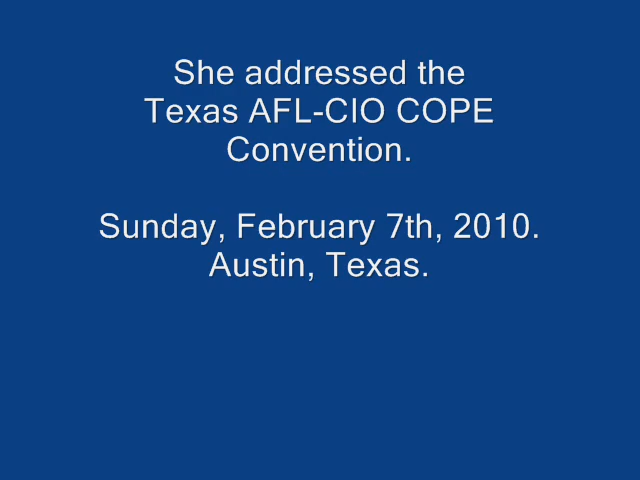 She addressed the
Texas AFL-CIO COPE
Convention.
Sunday, February 7th, 2010.
Austin, Texas.